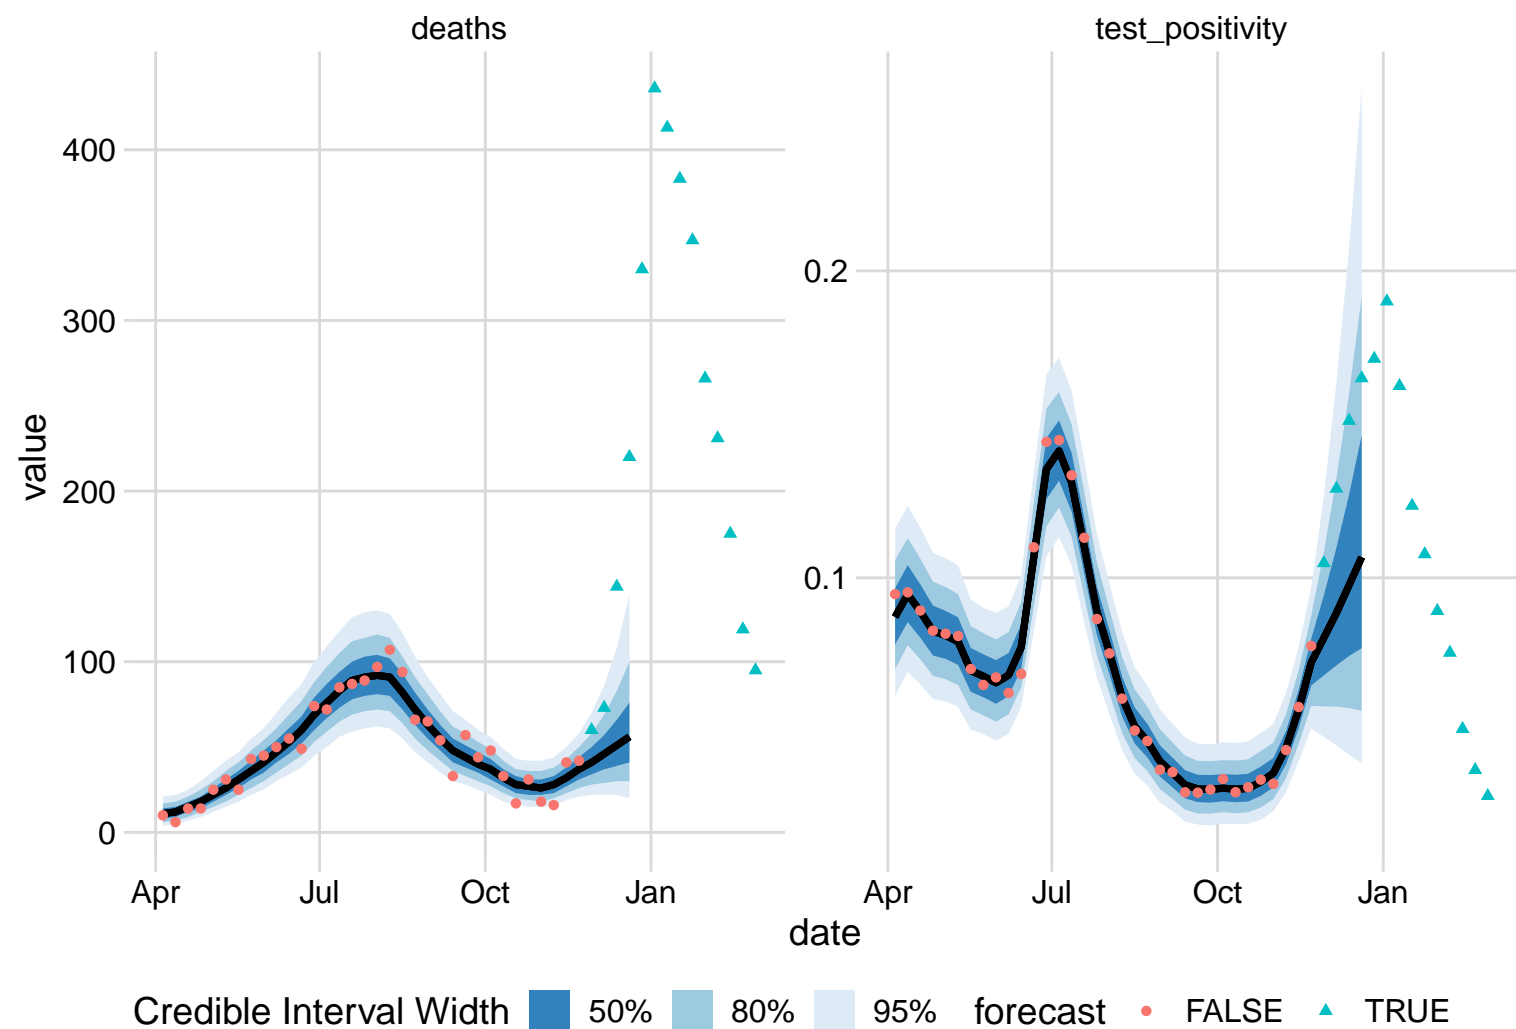 deaths
test_positivity
value
400
300
200
100
0
0.2
0.1
Apr Jul Oct Jan
Apr Jul Oct Jan
date
Credible Interval Width 50% 80% 95% forecast FALSE TRUE